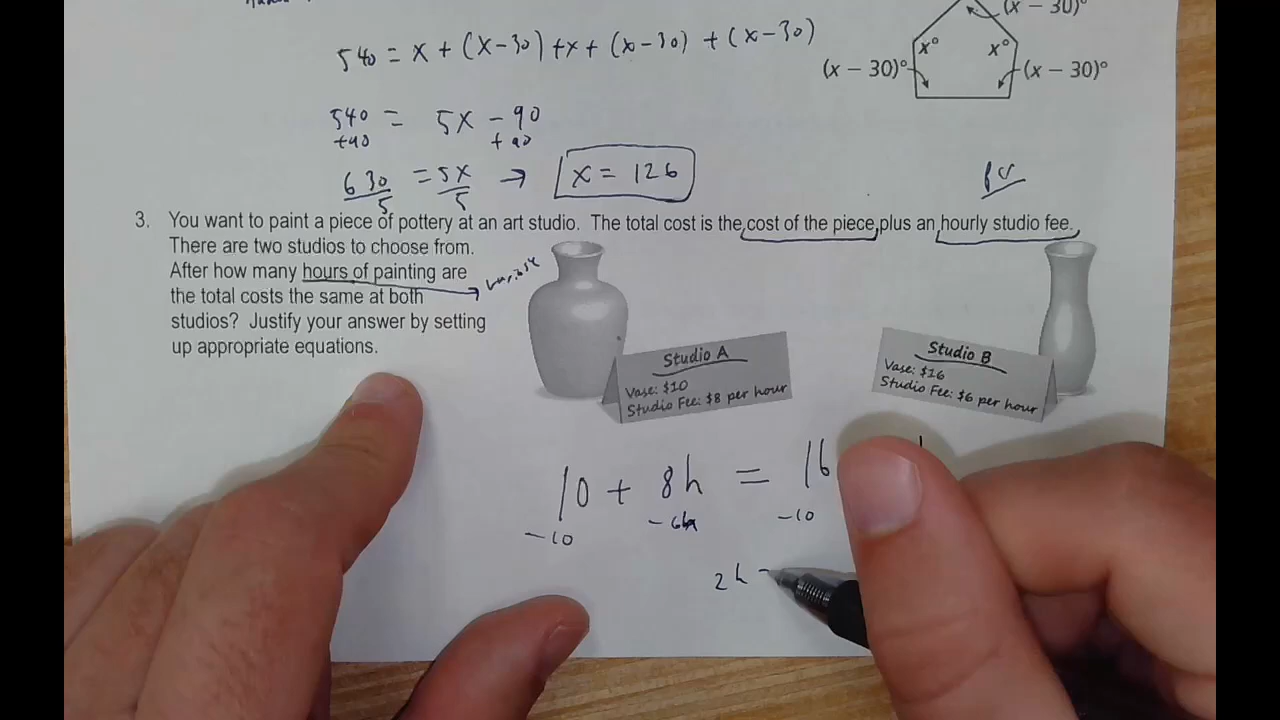 (x − 30)°
540 = x + (x−30) + x + (x−30) + (x−30)
x° x°
(x − 30)° (x − 30)°
540 = 5x − 90
+90 +90
630 = 5x → x = 126
5 5
3. You want to paint a piece of pottery at an art studio. The total cost is the cost of the piece plus an hourly studio fee.
There are two studios to choose from.
After how many hours of painting are
the total costs the same at both
studios? Justify your answer by setting
up appropriate equations.
Studio A
Vase: $10
Studio Fee: $8 per hour
Studio B
Vase: $16
Studio Fee: $6 per hour
10 + 8h = 16
−10 −6h −10
2h